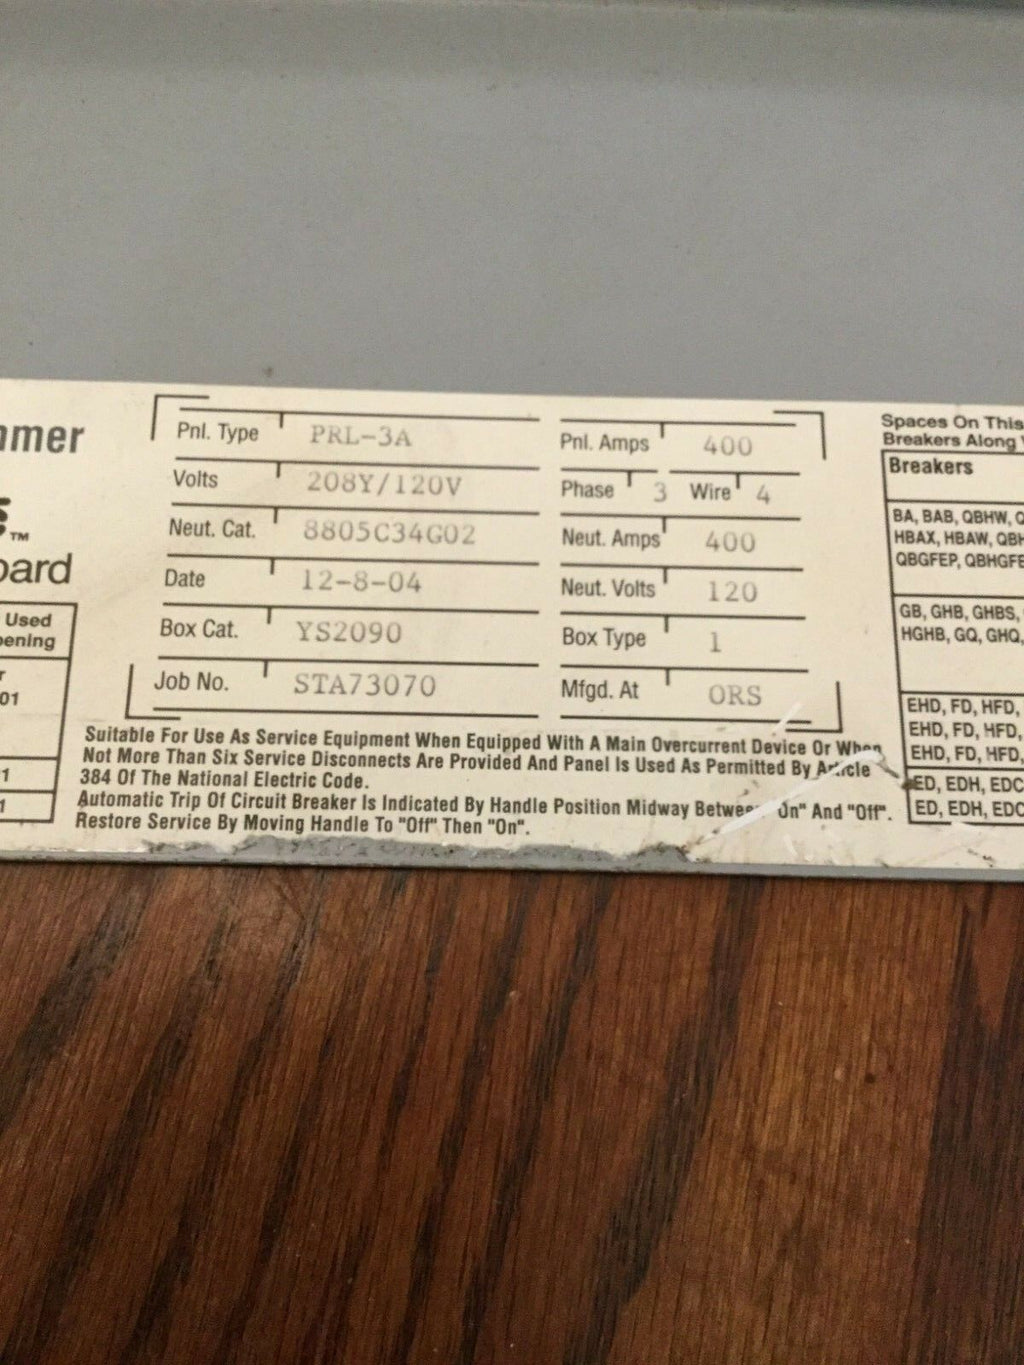 mmer
s™
oard
Used
pening
r
01
1
1
Pnl. Type PRL-3A
Volts 208Y/120V
Neut. Cat. 8805C34G02
Date 12-8-04
Box Cat. YS2090
Job No. STA73070
Pnl. Amps 400
Phase 3 Wire 4
Neut. Amps 400
Neut. Volts 120
Box Type 1
Mfgd. At ORS
Suitable For Use As Service Equipment When Equipped With A Main Overcurrent Device Or When
Not More Than Six Service Disconnects Are Provided And Panel Is Used As Permitted By Article
384 Of The National Electric Code.
Automatic Trip Of Circuit Breaker Is Indicated By Handle Position Midway Between "On" And "Off".
Restore Service By Moving Handle To "Off" Then "On".
Spaces On This
Breakers Along
Breakers
BA, BAB, QBHW, Q
HBAX, HBAW, QBH
QBGFEP, QBHGFE
GB, GHB, GHBS,
HGHB, GQ, GHQ,
EHD, FD, HFD,
EHD, FD, HFD,
EHD, FD, HFD,
ED, EDH, EDC
ED, EDH, EDC